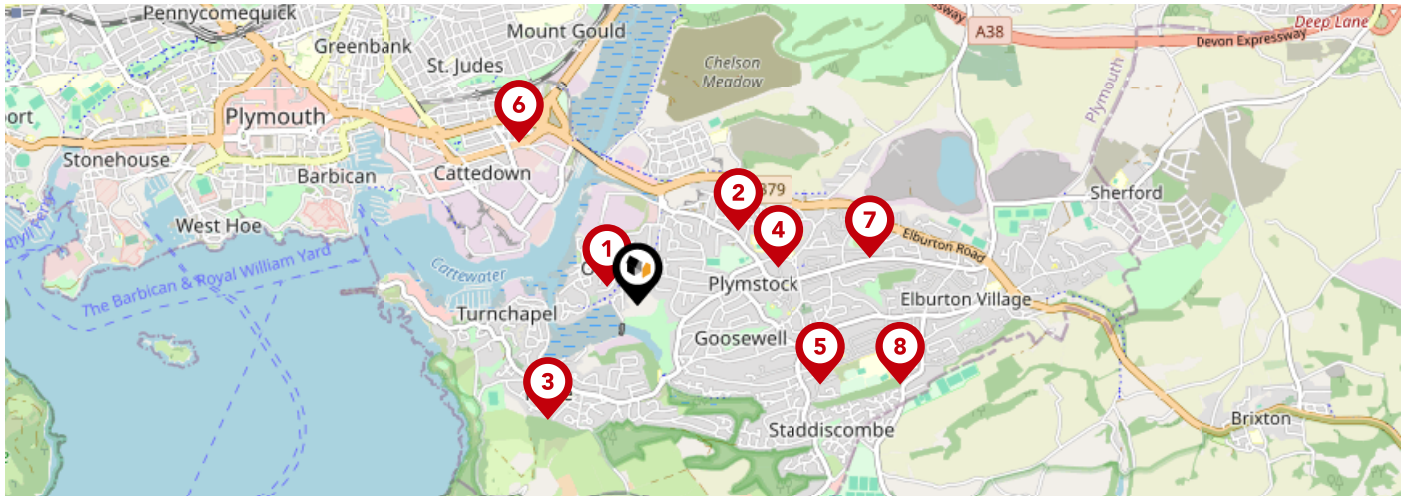 Pennycomequick
Mount Gould
Deep Lane
A38
Devon Expressway
Greenbank
St. Judes
Chelson
Meadow
Plymouth
6
Plymouth
Stonehouse
Barbican
Cattedown
2
Sherford
West Hoe
4
7
Elburton Road
1
The Barbican & Royal William Yard
Cattewater
Plymstock
Elburton Village
Turnchapel
Goosewell
5
8
3
Brixton
Staddiscombe